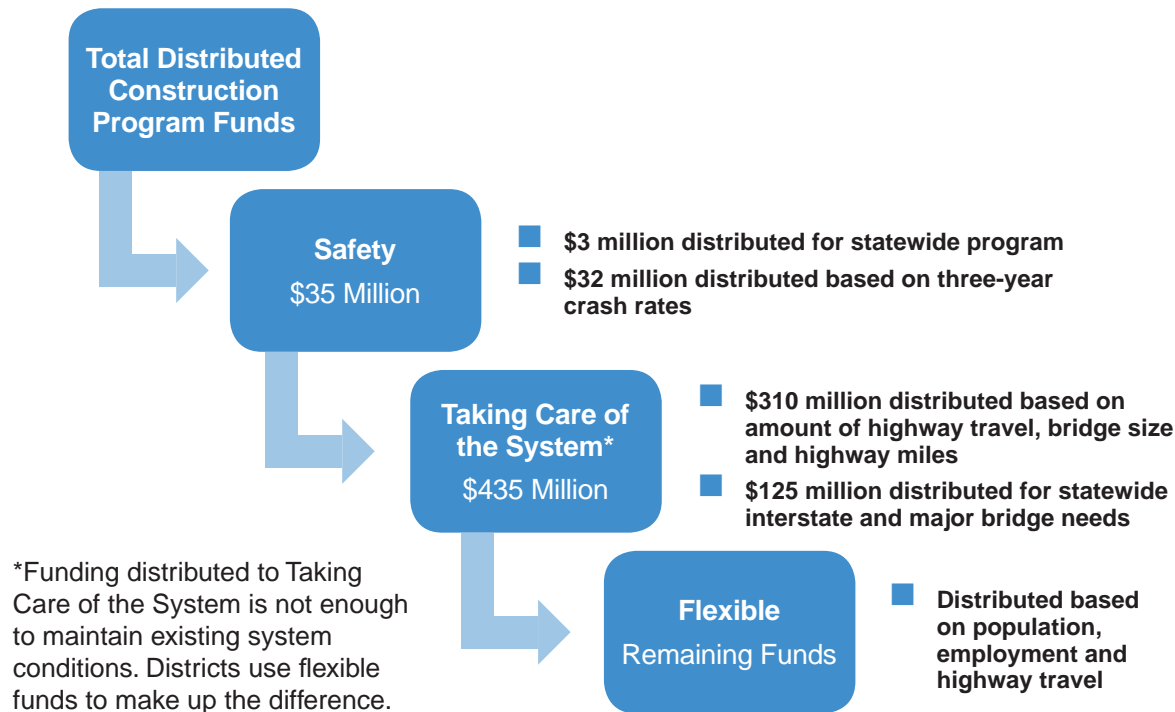 Total Distributed
Construction
Program Funds
Safety
$35 Million
$3 million distributed for statewide program
$32 million distributed based on three-year
crash rates
Taking Care of
the System*
$435 Million
$310 million distributed based on
amount of highway travel, bridge size
and highway miles
$125 million distributed for statewide
interstate and major bridge needs
*Funding distributed to Taking
Care of the System is not enough
to maintain existing system
conditions. Districts use flexible
funds to make up the difference.
Flexible
Remaining Funds
Distributed based
on population,
employment and
highway travel